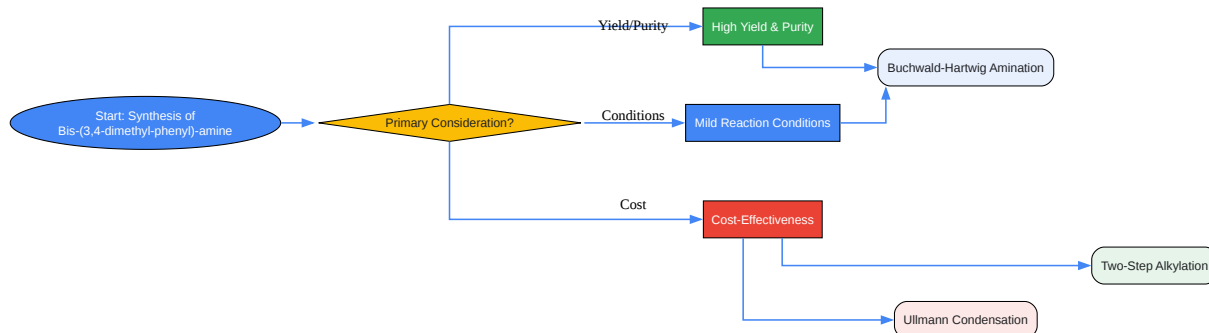 Yield/Purity
High Yield & Purity
Buchwald-Hartwig Amination
Start: Synthesis of
Bis-(3,4-dimethyl-phenyl)-amine
Primary Consideration?
Conditions
Mild Reaction Conditions
Cost
Cost-Effectiveness
Two-Step Alkylation
Ullmann Condensation